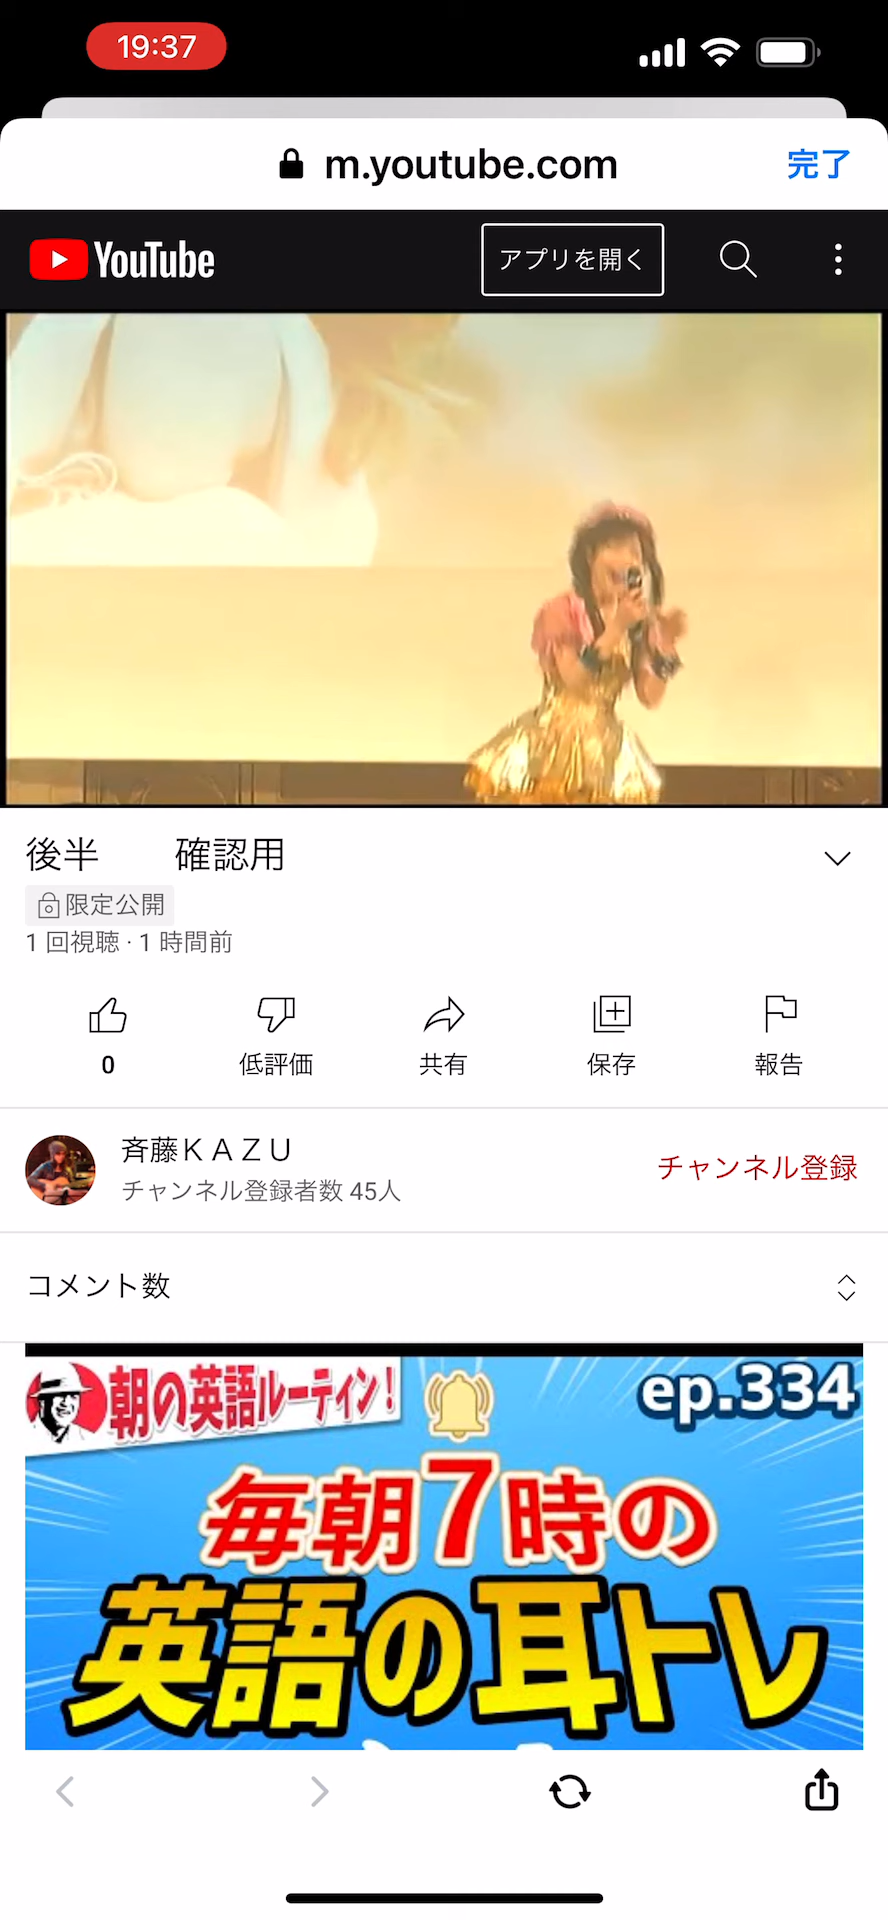 19:37
m.youtube.com
完了
YouTube
アプリを開く
後半　　確認用
限定公開
1 回視聴 · 1 時間前
0
低評価
共有
保存
報告
斉藤ＫＡＺＵ
チャンネル登録者数 45人
チャンネル登録
コメント数
朝の英語ルーティン！
ep.334
毎朝7時の
英語の耳トレ